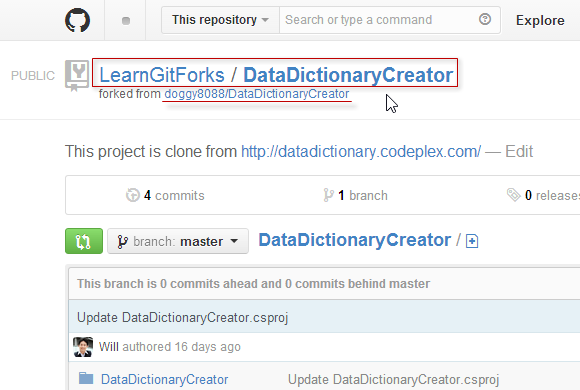 This repository Search or type a command Explore
PUBLIC LearnGitForks / DataDictionaryCreator
forked from doggy8088/DataDictionaryCreator
This project is clone from http://datadictionary.codeplex.com/ — Edit
4 commits 1 branch 0 releases
branch: master DataDictionaryCreator /
This branch is 0 commits ahead and 0 commits behind master
Update DataDictionaryCreator.csproj
Will authored 16 days ago
DataDictionaryCreator Update DataDictionaryCreator.csproj